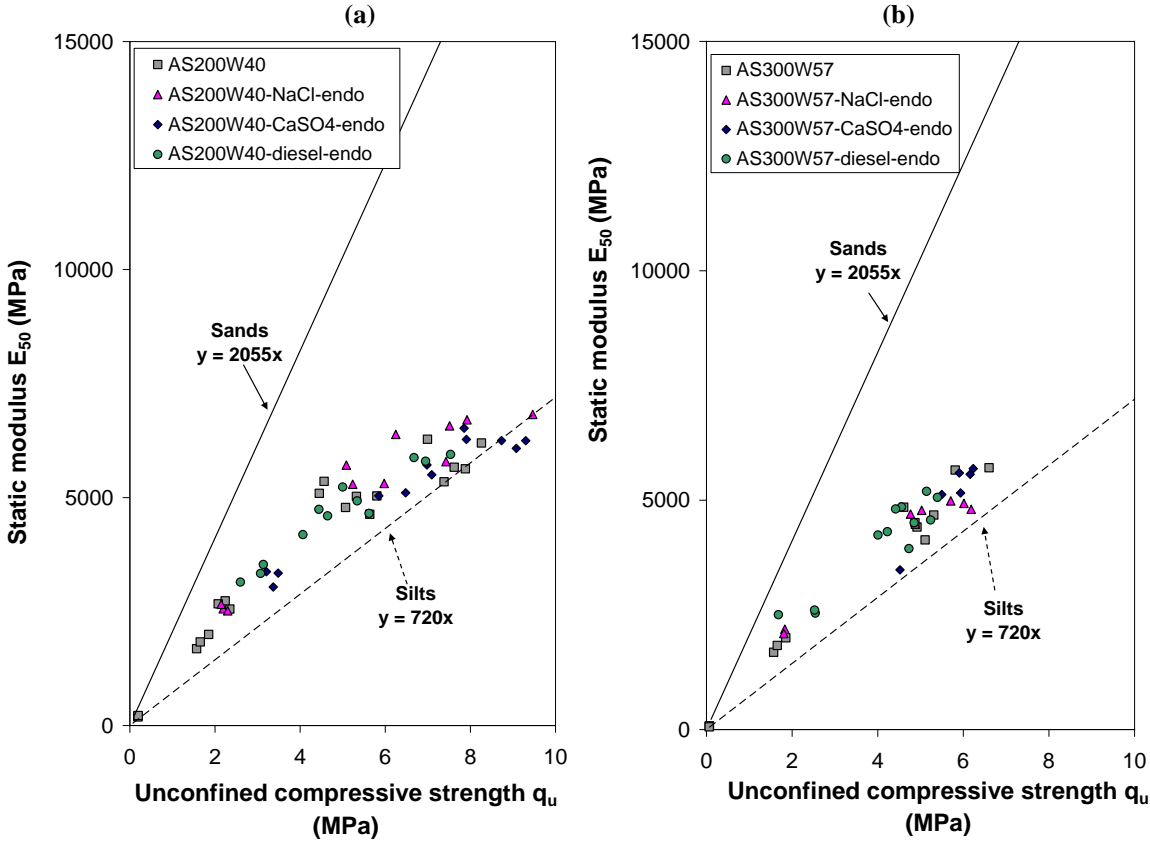 (a)
15000
10000
5000
0
0 2 4 6 8 10
Static modulus E₅₀ (MPa)
Unconfined compressive strength qᵤ
(MPa)
AS200W40
AS200W40-NaCl-endo
AS200W40-CaSO4-endo
AS200W40-diesel-endo
Sands
y = 2055x
Silts
y = 720x
(b)
15000
10000
5000
0
0 2 4 6 8 10
Static modulus E₅₀ (MPa)
Unconfined compressive strength qᵤ
(MPa)
AS300W57
AS300W57-NaCl-endo
AS300W57-CaSO4-endo
AS300W57-diesel-endo
Sands
y = 2055x
Silts
y = 720x